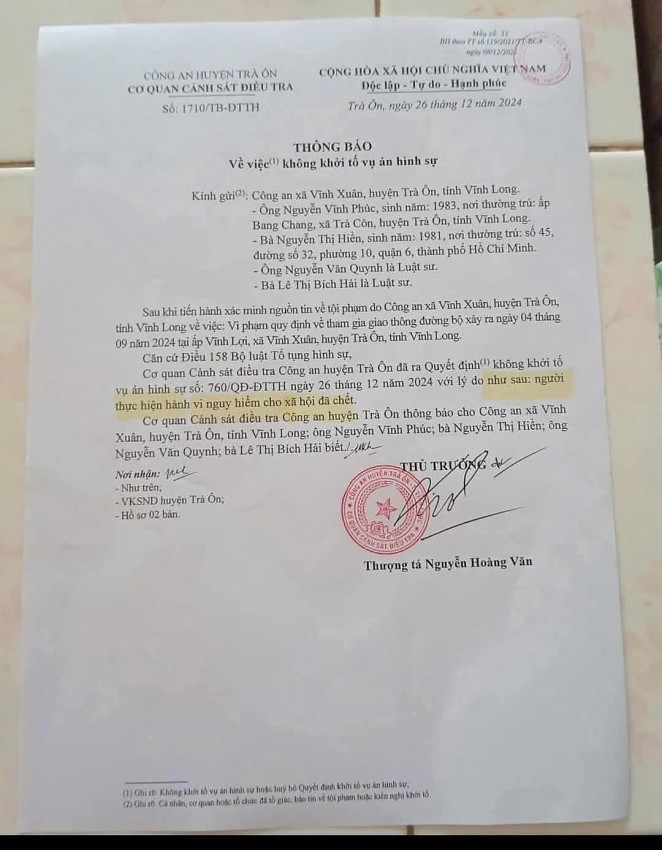 Mẫu số: 11
BH theo TT số 119/2021/TT-BCA
ngày 08/12/2021
CÔNG AN HUYỆN TRÀ ÔN
CƠ QUAN CẢNH SÁT ĐIỀU TRA
Số: 1710/TB-ĐTTH
CỘNG HÒA XÃ HỘI CHỦ NGHĨA VIỆT NAM
Độc lập - Tự do - Hạnh phúc
Trà Ôn, ngày 26 tháng 12 năm 2024
THÔNG BÁO
Về việc(1) không khởi tố vụ án hình sự
Kính gửi(2): Công an xã Vĩnh Xuân, huyện Trà Ôn, tỉnh Vĩnh Long.
- Ông Nguyễn Vĩnh Phúc, sinh năm: 1983, nơi thường trú: ấp
Bang Chang, xã Trà Côn, huyện Trà Ôn, tỉnh Vĩnh Long.
- Bà Nguyễn Thị Hiền, sinh năm: 1981, nơi thường trú: số 45,
đường số 32, phường 10, quận 6, thành phố Hồ Chí Minh.
- Ông Nguyễn Văn Quynh là Luật sư.
- Bà Lê Thị Bích Hải là Luật sư.
Sau khi tiến hành xác minh nguồn tin về tội phạm do Công an xã Vĩnh Xuân, huyện Trà Ôn,
tỉnh Vĩnh Long về việc: Vi phạm quy định về tham gia giao thông đường bộ xảy ra ngày 04 tháng
09 năm 2024 tại ấp Vĩnh Lợi, xã Vĩnh Xuân, huyện Trà Ôn, tỉnh Vĩnh Long.
Căn cứ Điều 158 Bộ luật Tố tụng hình sự,
Cơ quan Cảnh sát điều tra Công an huyện Trà Ôn đã ra Quyết định(1) không khởi tố
vụ án hình sự số: 760/QĐ-ĐTTH ngày 26 tháng 12 năm 2024 với lý do như sau: người
thực hiện hành vi nguy hiểm cho xã hội đã chết.
Cơ quan Cảnh sát điều tra Công an huyện Trà Ôn thông báo cho Công an xã Vĩnh
Xuân, huyện Trà Ôn, tỉnh Vĩnh Long; ông Nguyễn Vĩnh Phúc; bà Nguyễn Thị Hiền; ông
Nguyễn Văn Quynh; bà Lê Thị Bích Hải biết./.
Nơi nhận:
- Như trên;
- VKSND huyện Trà Ôn;
- Hồ sơ 02 bản.
THỦ TRƯỞNG
CÔNG AN HUYỆN TRÀ ÔN
CƠ QUAN CẢNH SÁT ĐIỀU TRA
Thượng tá Nguyễn Hoàng Văn
(1) Ghi rõ: Không khởi tố vụ án hình sự hoặc huỷ bỏ Quyết định khởi tố vụ án hình sự;
(2) Ghi rõ: Cá nhân, cơ quan hoặc tổ chức đã tố giác, báo tin về tội phạm hoặc kiến nghị khởi tố.